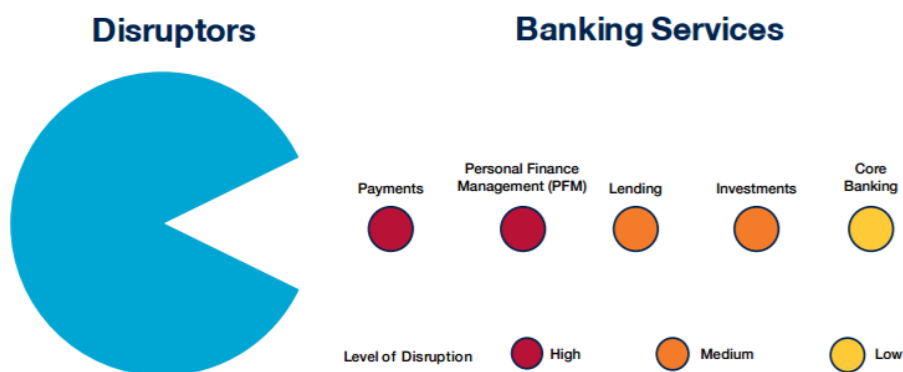 Disruptors
Banking Services
Payments
Personal Finance
Management (PFM)
Lending
Investments
Core
Banking
Level of Disruption
High
Medium
Low